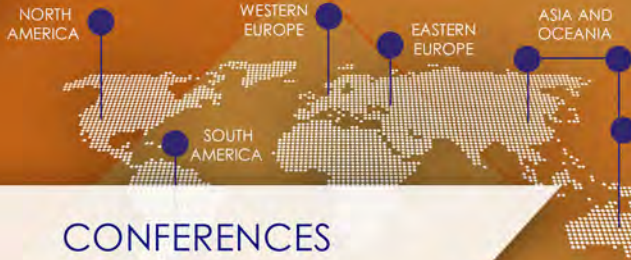 NORTH
AMERICA
WESTERN
EUROPE
EASTERN
EUROPE
ASIA AND
OCEANIA
SOUTH
AMERICA
CONFERENCES